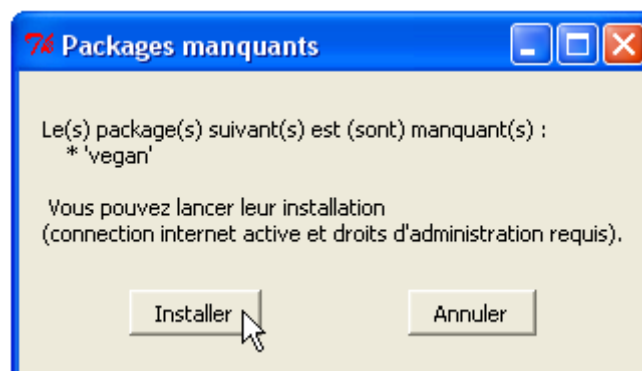 Packages manquants
Le(s) package(s) suivant(s) est (sont) manquant(s) :
* 'vegan'
Vous pouvez lancer leur installation
(connection internet active et droits d'administration requis).
Installer Annuler